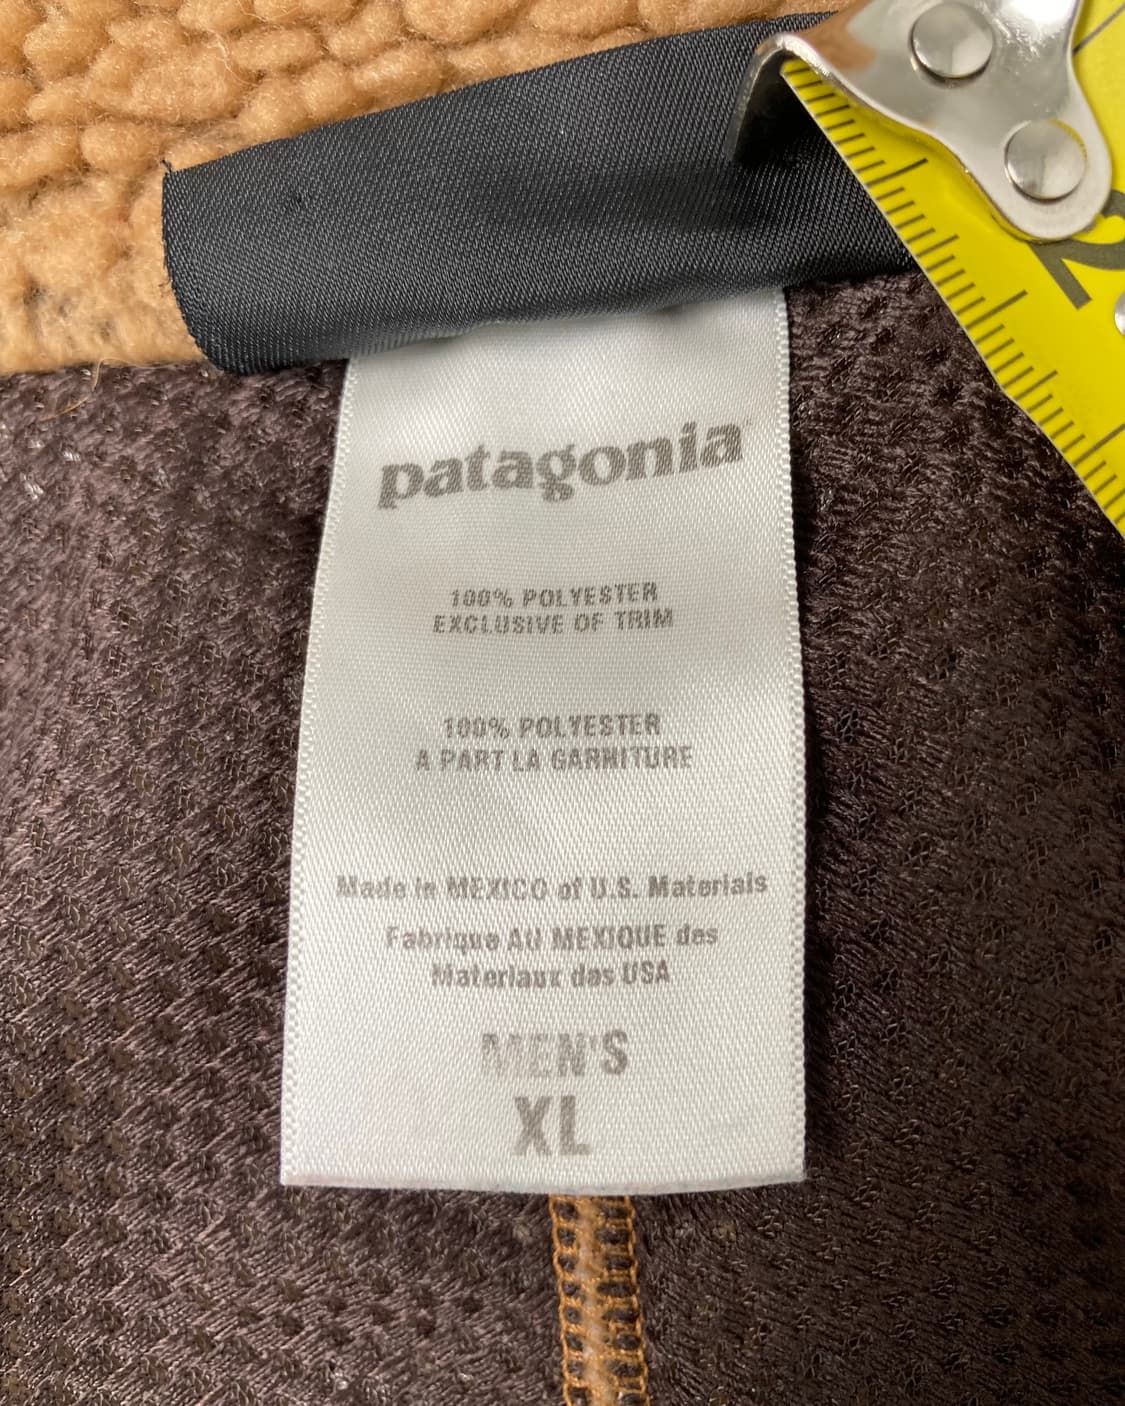 patagonia
100% POLYESTER
EXCLUSIVE OF TRIM
100% POLYESTER
A PART LA GARNITURE
Made in MEXICO of U.S. Materials
Fabrique AU MEXIQUE des
Materiaux des USA
MEN'S
XL
2